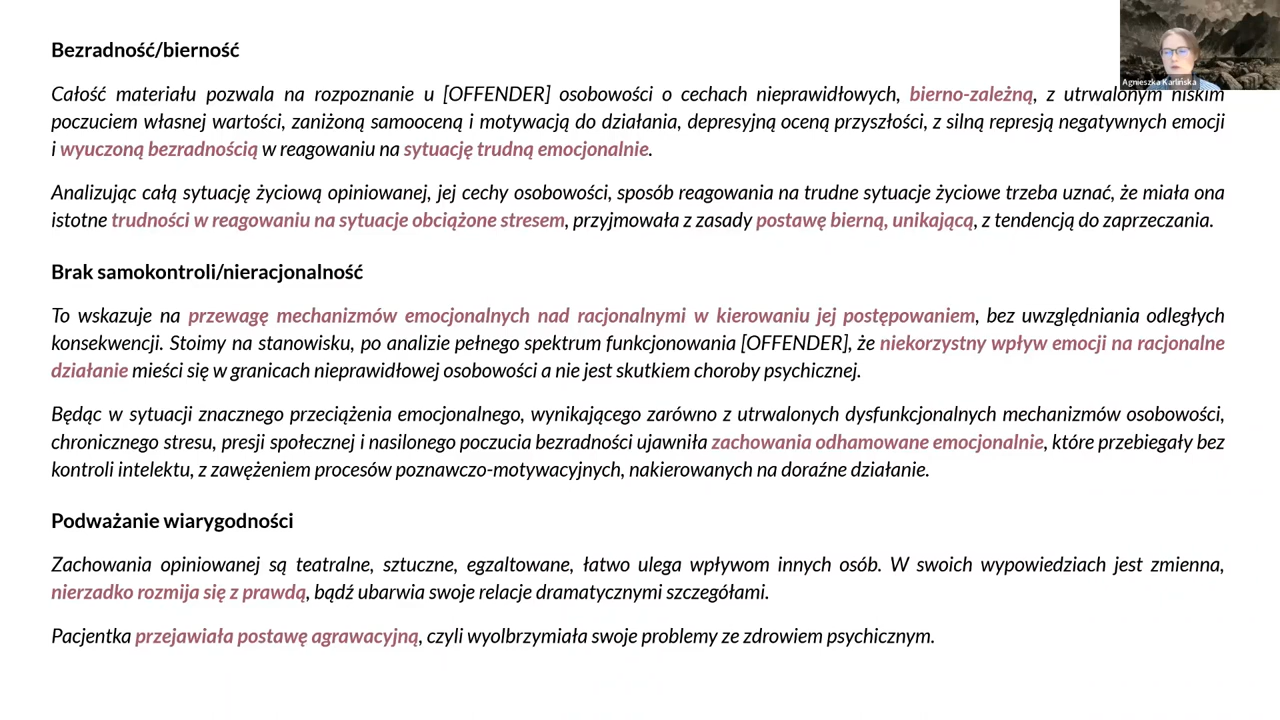 Bezradność/bierność
Agnieszka Karlińska
Całość materiału pozwala na rozpoznanie u [OFFENDER] osobowości o cechach nieprawidłowych, bierno-zależną, z utrwalonym niskim
poczuciem własnej wartości, zaniżoną samooceną i motywacją do działania, depresyjną oceną przyszłości, z silną represją negatywnych emocji
i wyuczoną bezradnością w reagowaniu na sytuację trudną emocjonalnie.
Analizując całą sytuację życiową opiniowanej, jej cechy osobowości, sposób reagowania na trudne sytuacje życiowe trzeba uznać, że miała ona
istotne trudności w reagowaniu na sytuacje obciążone stresem, przyjmowała z zasady postawę bierną, unikającą, z tendencją do zaprzeczania.
Brak samokontroli/nieracjonalność
To wskazuje na przewagę mechanizmów emocjonalnych nad racjonalnymi w kierowaniu jej postępowaniem, bez uwzględniania odległych
konsekwencji. Stoimy na stanowisku, po analizie pełnego spektrum funkcjonowania [OFFENDER], że niekorzystny wpływ emocji na racjonalne
działanie mieści się w granicach nieprawidłowej osobowości a nie jest skutkiem choroby psychicznej.
Będąc w sytuacji znacznego przeciążenia emocjonalnego, wynikającego zarówno z utrwalonych dysfunkcjonalnych mechanizmów osobowości,
chronicznego stresu, presji społecznej i nasilonego poczucia bezradności ujawniła zachowania odhamowane emocjonalnie, które przebiegały bez
kontroli intelektu, z zawężeniem procesów poznawczo-motywacyjnych, nakierowanych na doraźne działanie.
Podważanie wiarygodności
Zachowania opiniowanej są teatralne, sztuczne, egzaltowane, łatwo ulega wpływom innych osób. W swoich wypowiedziach jest zmienna,
nierzadko rozmija się z prawdą, bądź ubarwia swoje relacje dramatycznymi szczegółami.
Pacjentka przejawiała postawę agrawacyjną, czyli wyolbrzymiała swoje problemy ze zdrowiem psychicznym.